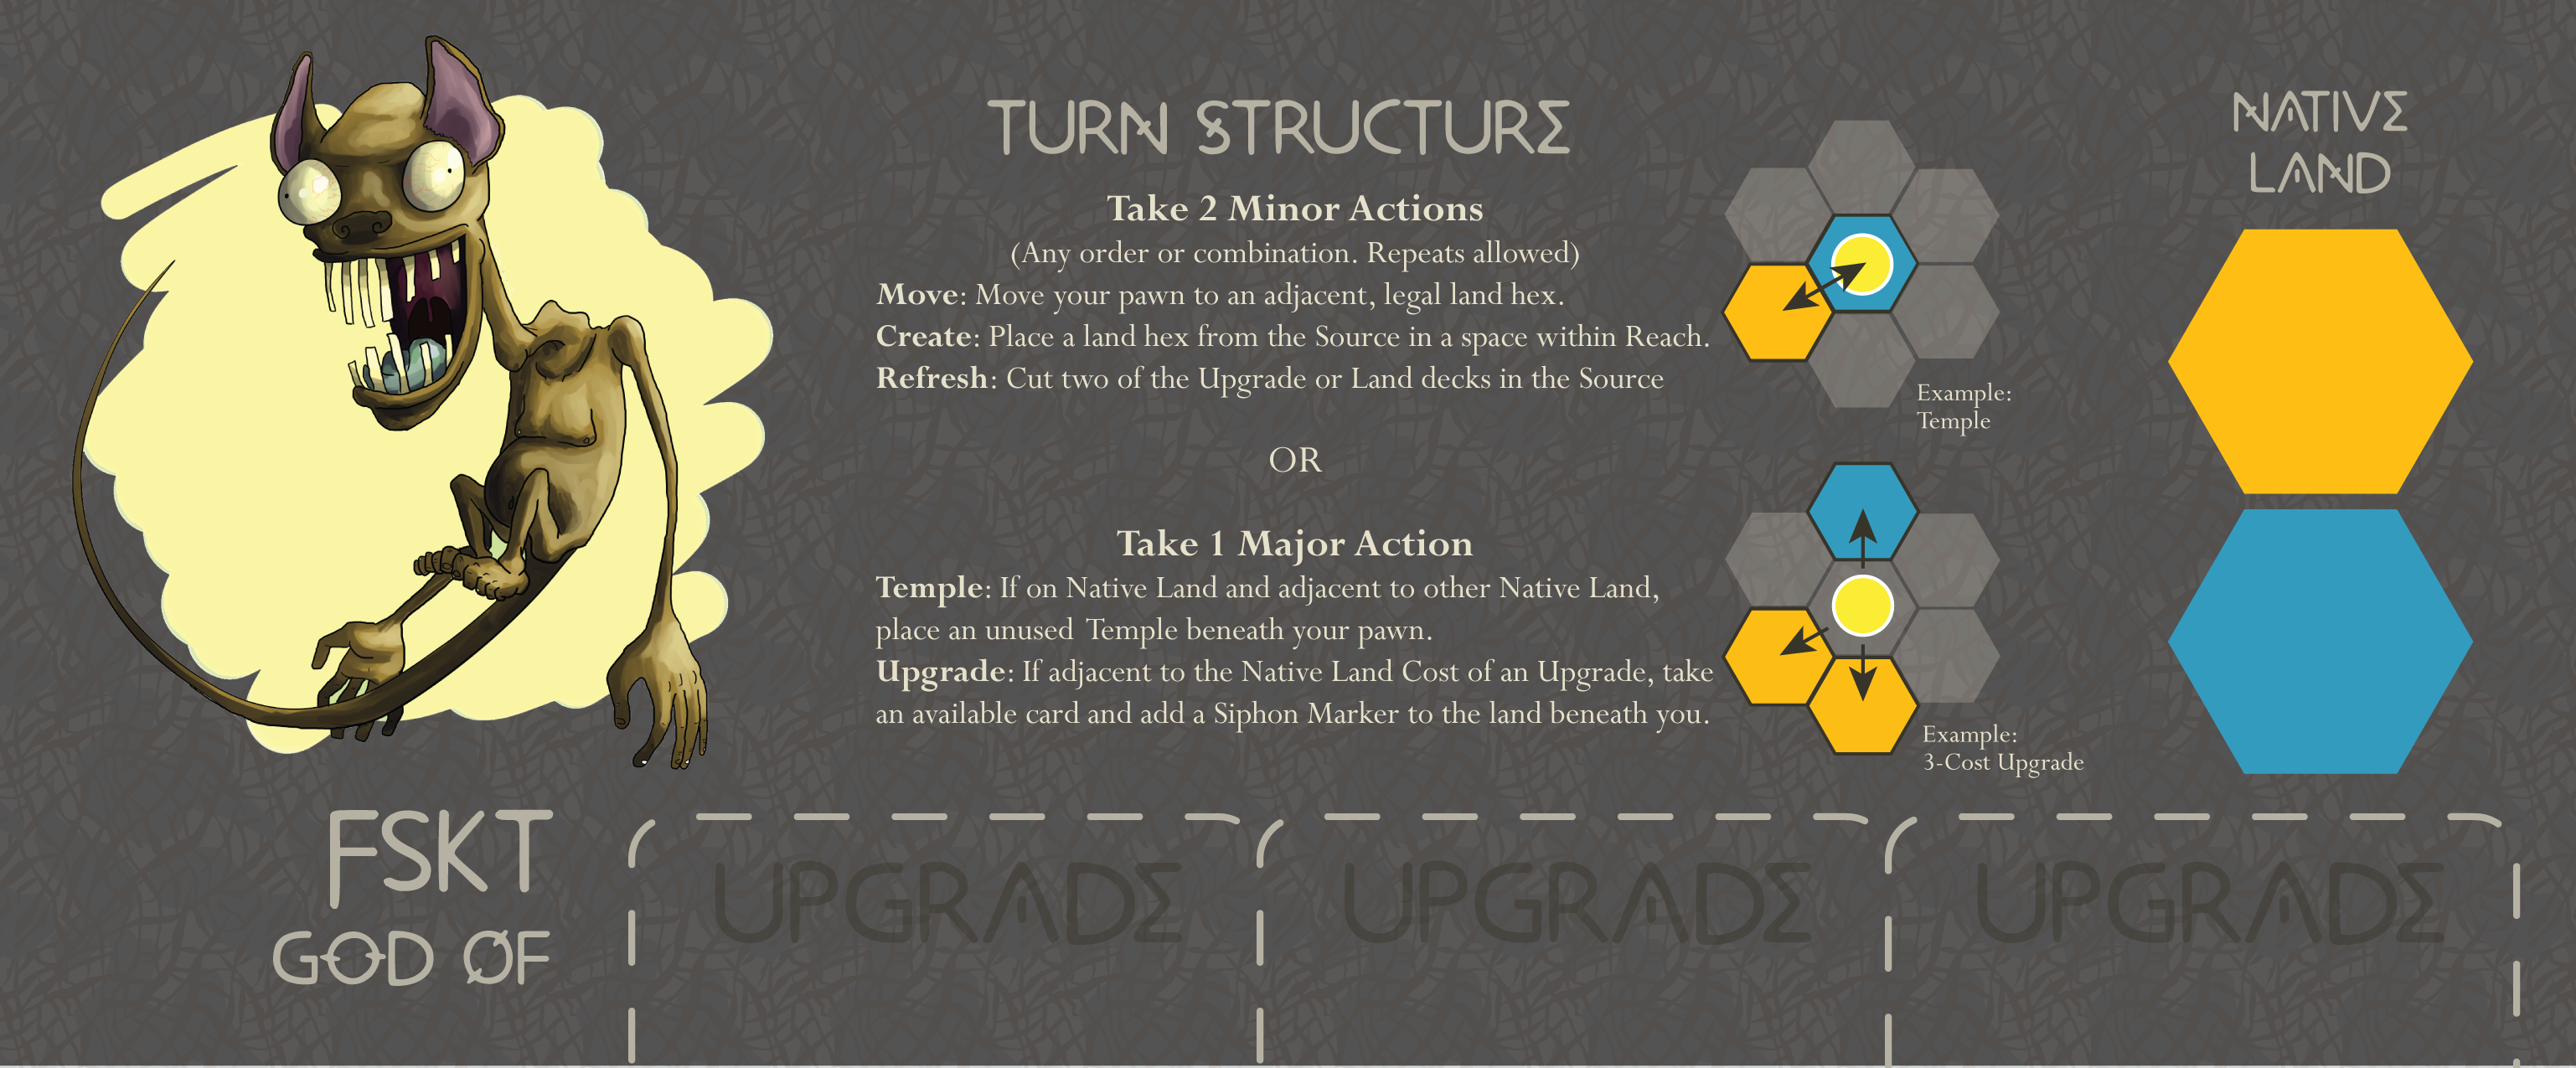 TURN STRUCTURE
Take 2 Minor Actions
(Any order or combination. Repeats allowed)
Move: Move your pawn to an adjacent, legal land hex.
Create: Place a land hex from the Source in a space within Reach.
Refresh: Cut two of the Upgrade or Land decks in the Source
OR
Take 1 Major Action
Temple: If on Native Land and adjacent to other Native Land,
place an unused Temple beneath your pawn.
Upgrade: If adjacent to the Native Land Cost of an Upgrade, take
an available card and add a Siphon Marker to the land beneath you.
Example:
Temple
Example:
3-Cost Upgrade
NATIVE
LAND
FSKT
GOD OF
UPGRADE
UPGRADE
UPGRADE